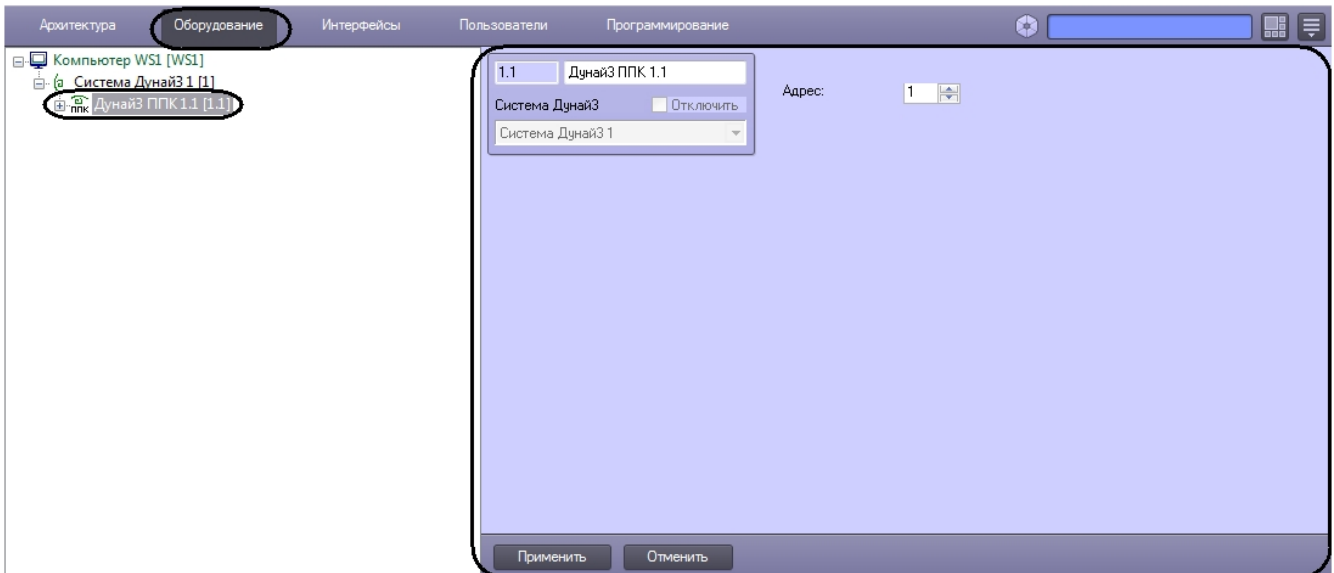 Архитектура Оборудование Интерфейсы Пользователи Программирование
Компьютер WS1 [WS1]
Система Дунай3 1 [1]
ппк Дунай3 ППК 1.1 [1.1]
1.1 Дунай3 ППК 1.1
Система Дунай3 Отключить
Система Дунай3 1
Адрес: 1
Применить Отменить